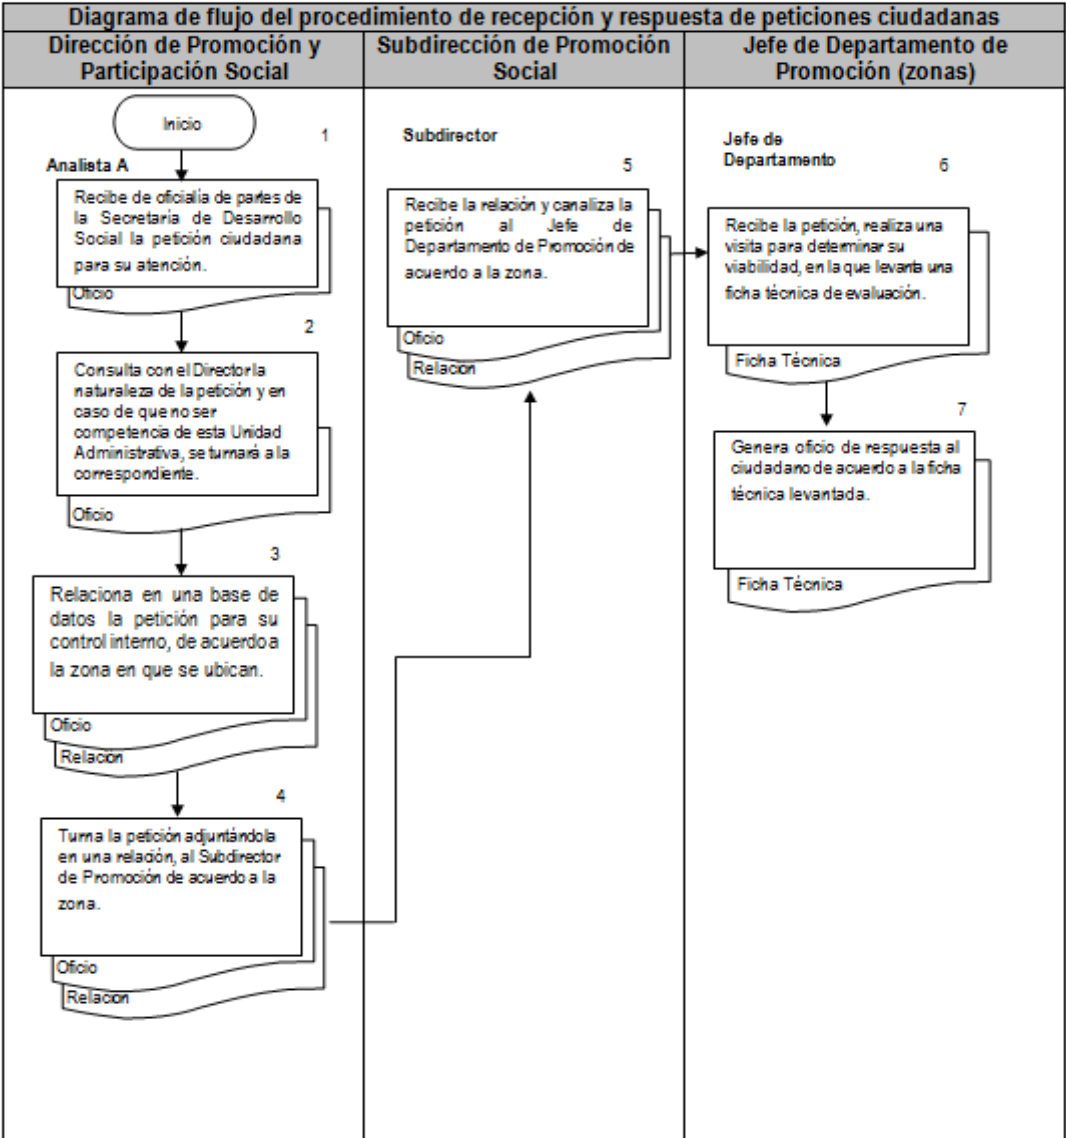 Diagrama de flujo del procedimiento de recepción y respuesta de peticiones ciudadanas
Dirección de Promoción y
Participación Social
Subdirección de Promoción
Social
Jefe de Departamento de
Promoción (zonas)
Inicio
1
Analista A
Recibe de oficialía de partes de
la Secretaría de Desarrollo
Social la petición ciudadana
para su atención.
Oficio
2
Consulta con el Director la
naturaleza de la petición y en
caso de que no ser
competencia de esta Unidad
Administrativa, se turnará a la
correspondiente.
Oficio
3
Relaciona en una base de
datos la petición para su
control interno, de acuerdo a
la zona en que se ubican.
Oficio
Relación
4
Turna la petición adjuntándola
en una relación, al Subdirector
de Promoción de acuerdo a la
zona.
Oficio
Relación
Subdirector
5
Recibe la relación y canaliza la
petición al Jefe de
Departamento de Promoción de
acuerdo a la zona.
Oficio
Relación
Jefe de
Departamento
6
Recibe la petición, realiza una
visita para determinar su
viabilidad, en la que levanta una
ficha técnica de evaluación.
Ficha Técnica
7
Genera oficio de respuesta al
ciudadano de acuerdo a la ficha
técnica levantada.
Ficha Técnica